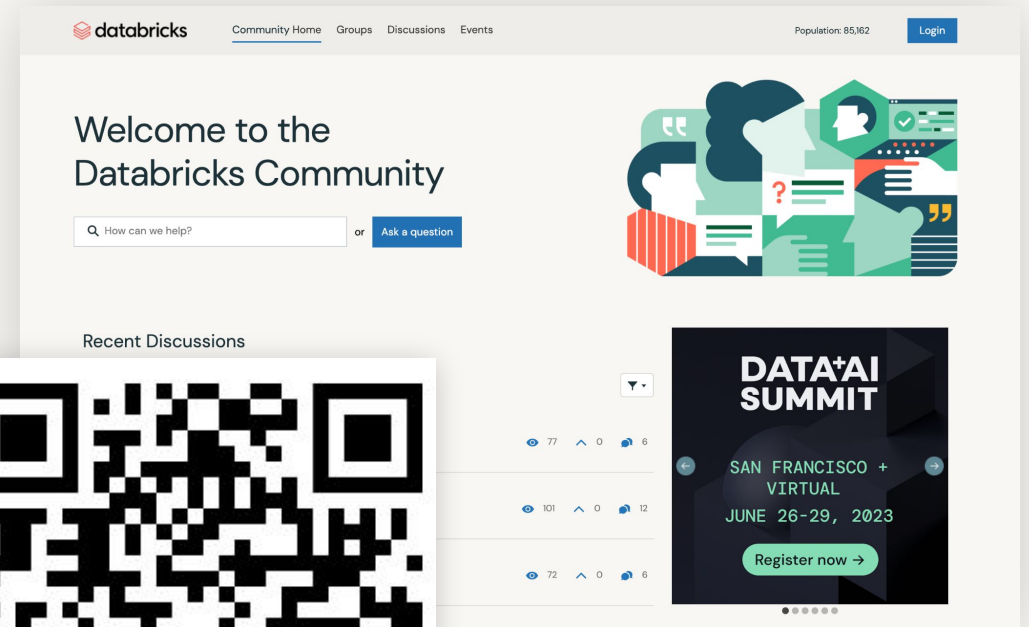 databricks
Community Home Groups Discussions Events
Population: 85,162
Login
Welcome to the
Databricks Community
How can we help?
or
Ask a question
Recent Discussions
77 0 6
101 0 12
72 0 6
DATA+AI
SUMMIT
SAN FRANCISCO +
VIRTUAL
JUNE 26-29, 2023
Register now →